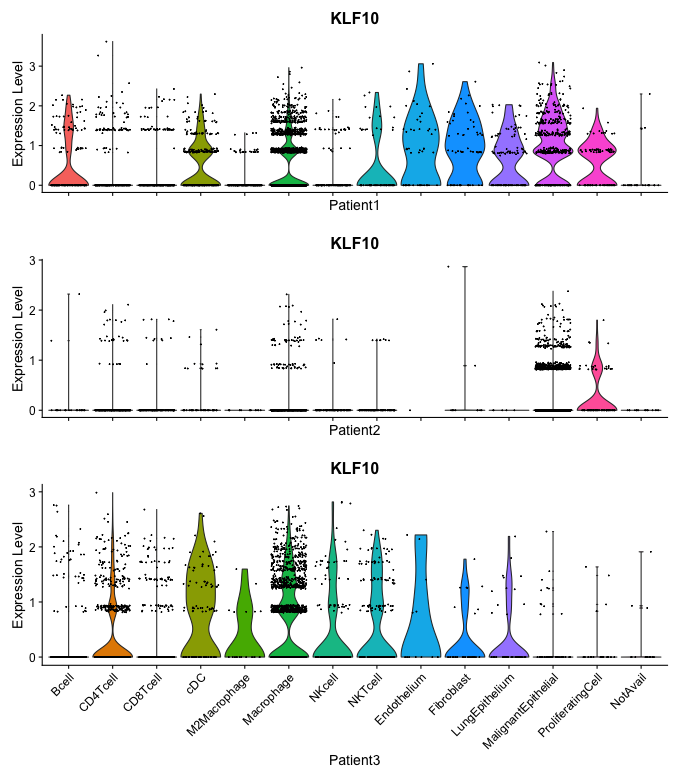 KLF10
Expression Level
3
2
1
0
Patient1
KLF10
Expression Level
3
2
1
0
Patient2
KLF10
Expression Level
3
2
1
0
Bcell
CD4Tcell
CD8Tcell
cDC
M2Macrophage
Macrophage
NKcell
NKTcell
Endothelium
Fibroblast
LungEpithelium
MalignantEpithelial
ProliferatingCell
NotAvail
Patient3